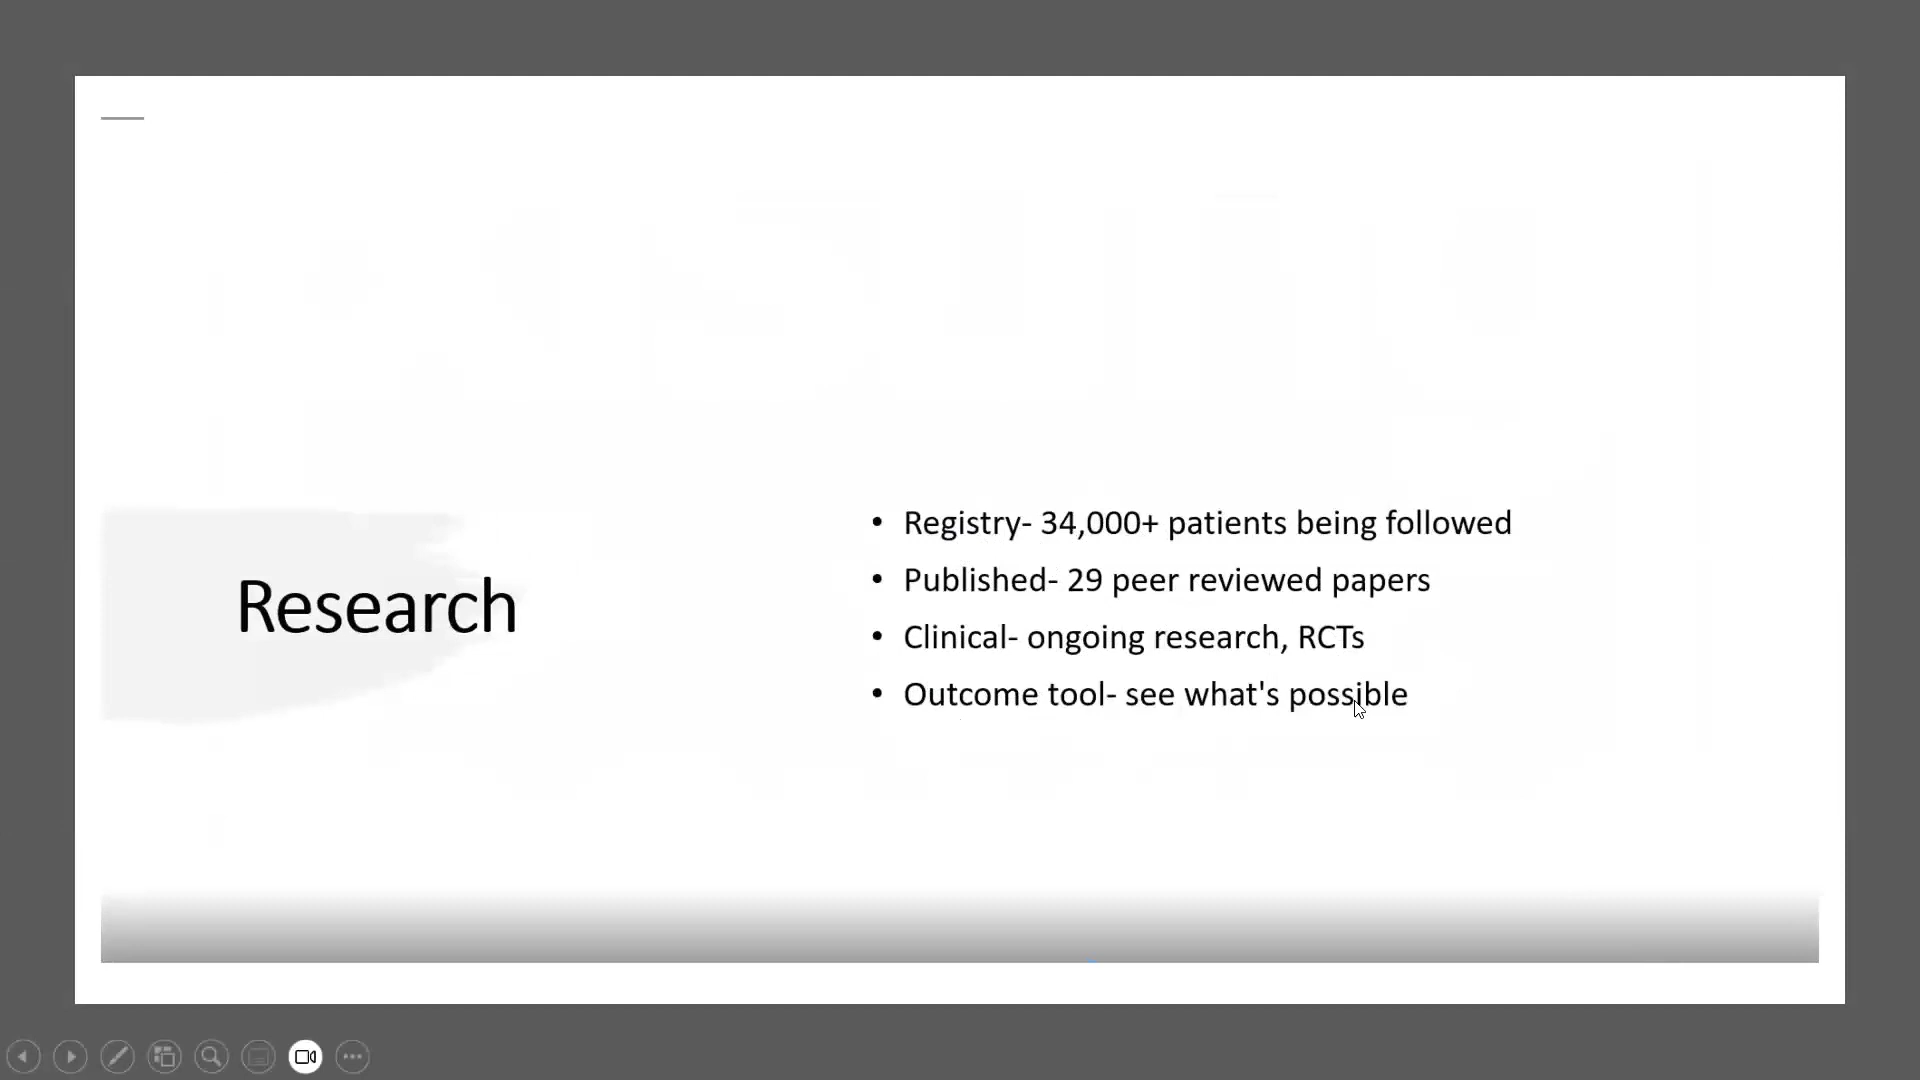 Research
• Registry- 34,000+ patients being followed
• Published- 29 peer reviewed papers
• Clinical- ongoing research, RCTs
• Outcome tool- see what's possible